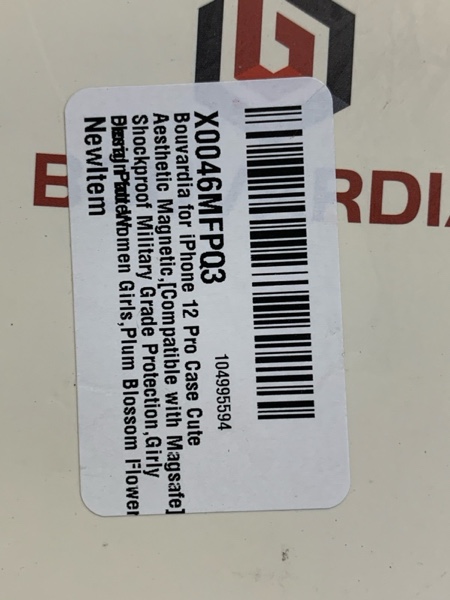 B RDIA
104995594
X0046MFPQ3
Bouvardia for iPhone 12 Pro Case Cute
Aesthetic Magnetic,[Compatible with Magsafe]
Shockproof Military Grade Protection,Girly
Women Girls,Plum Blossom Flower
NewItem